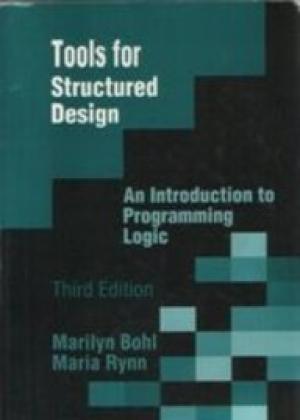 Tools for
Structured
Design
An Introduction to
Programming
Logic
Third Edition
Marilyn Bohl
Maria Rynn